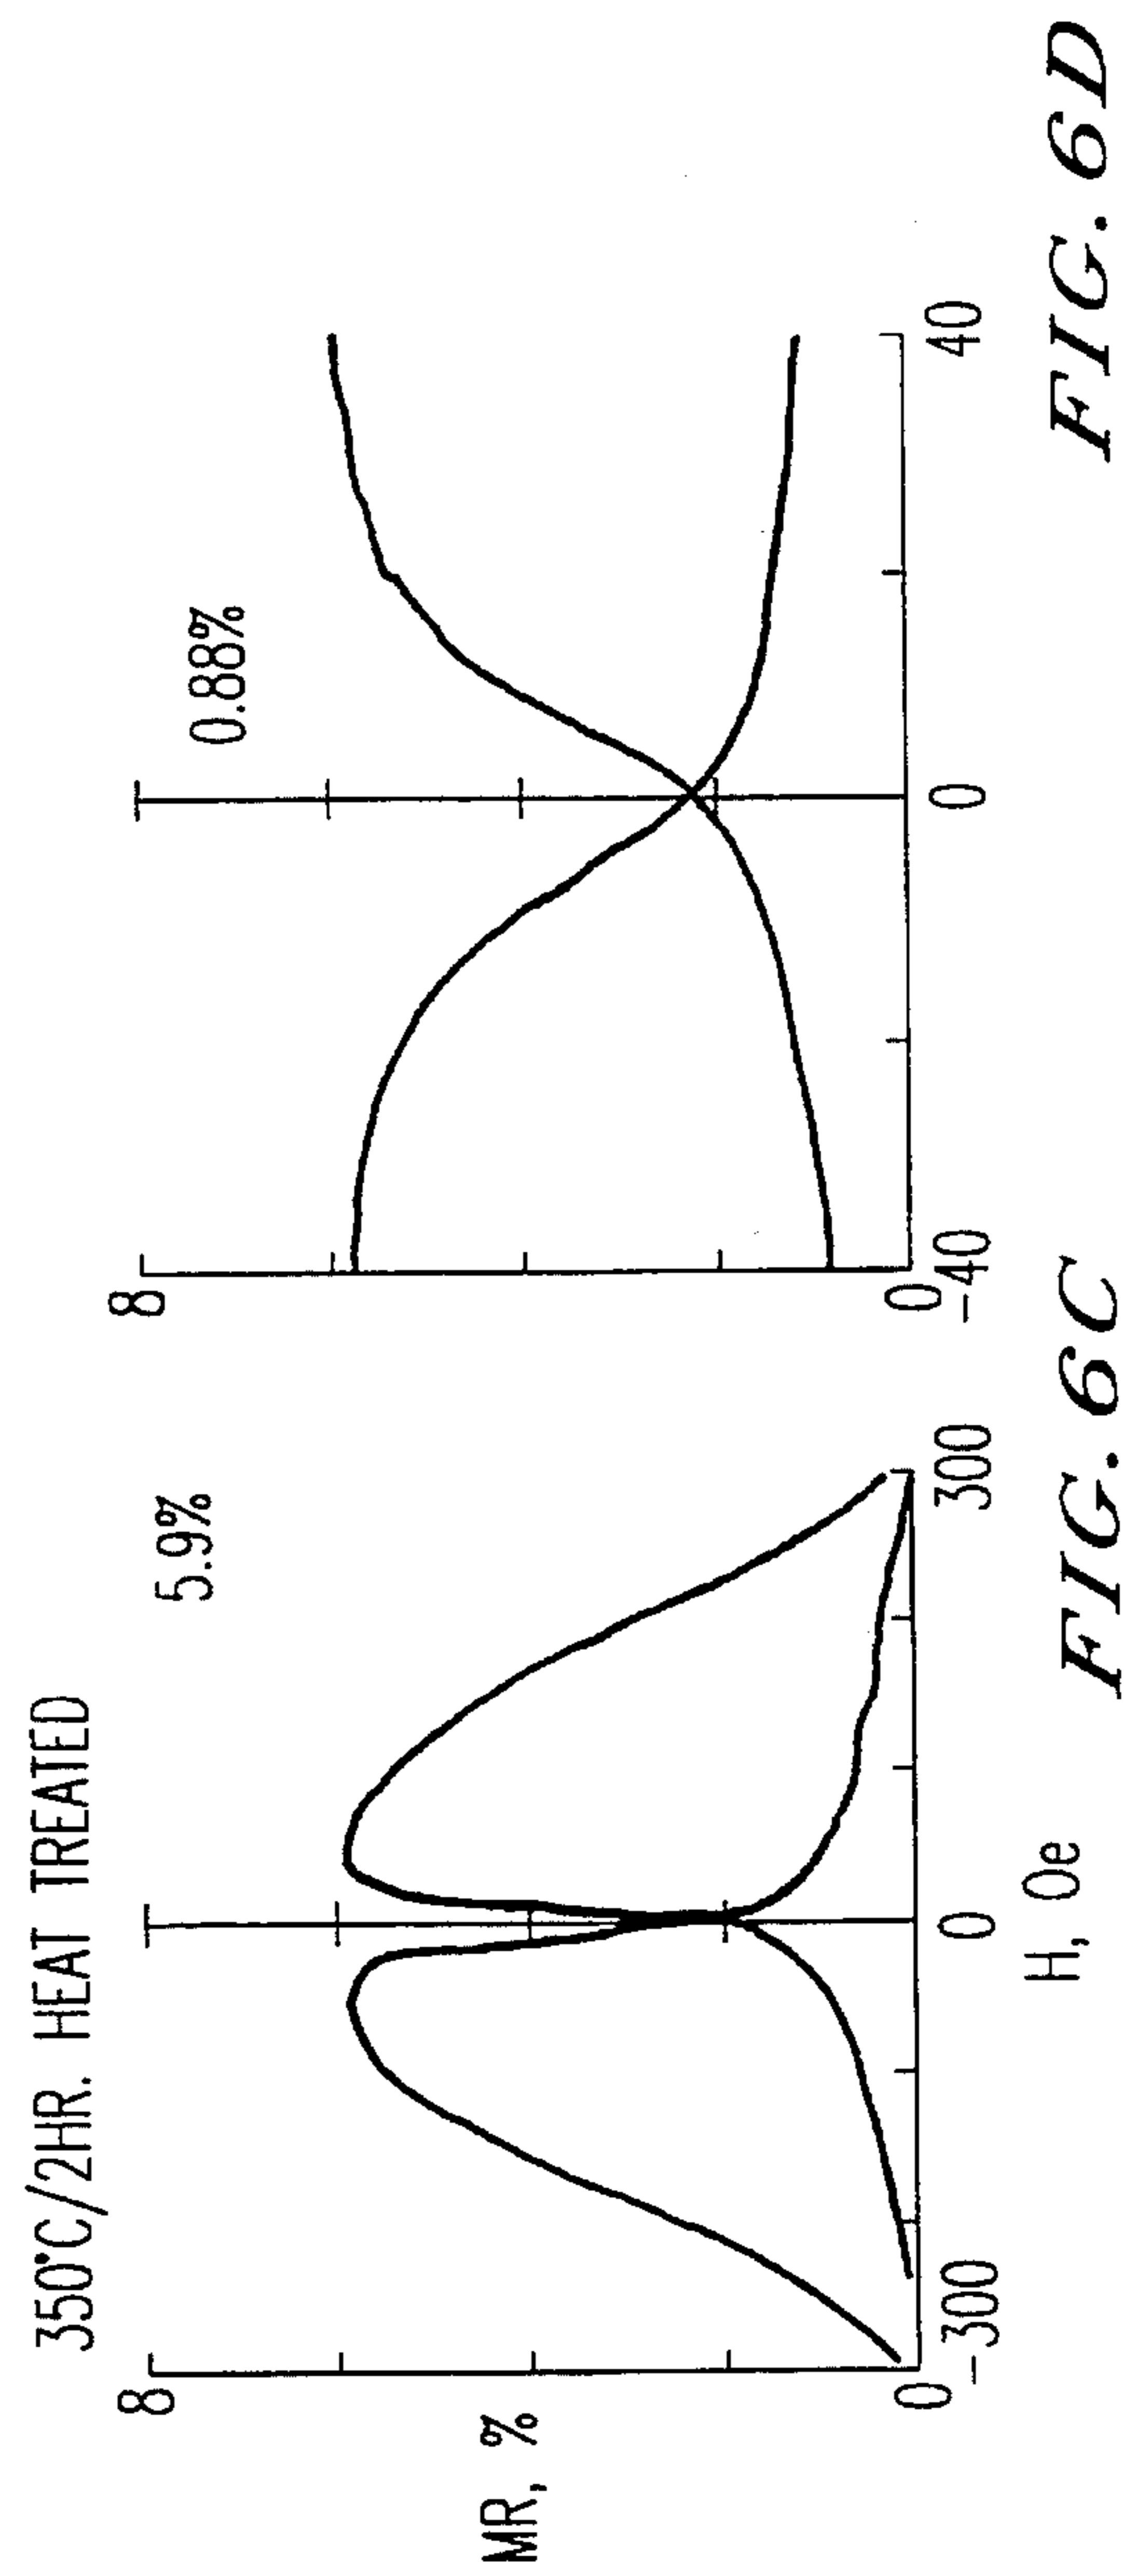 350°C/2HR. HEAT TREATED
MR, %
8
0
-300
0
300
H, Oe
5.9%
FIG. 6C
8
0
-40
0
40
0.88%
FIG. 6D